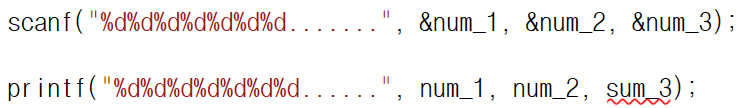 scanf("%d%d%d%d%d%d%d.......", &num_1, &num_2, &num_3);
printf("%d%d%d%d%d%d%d......", num_1, num_2, sum_3);